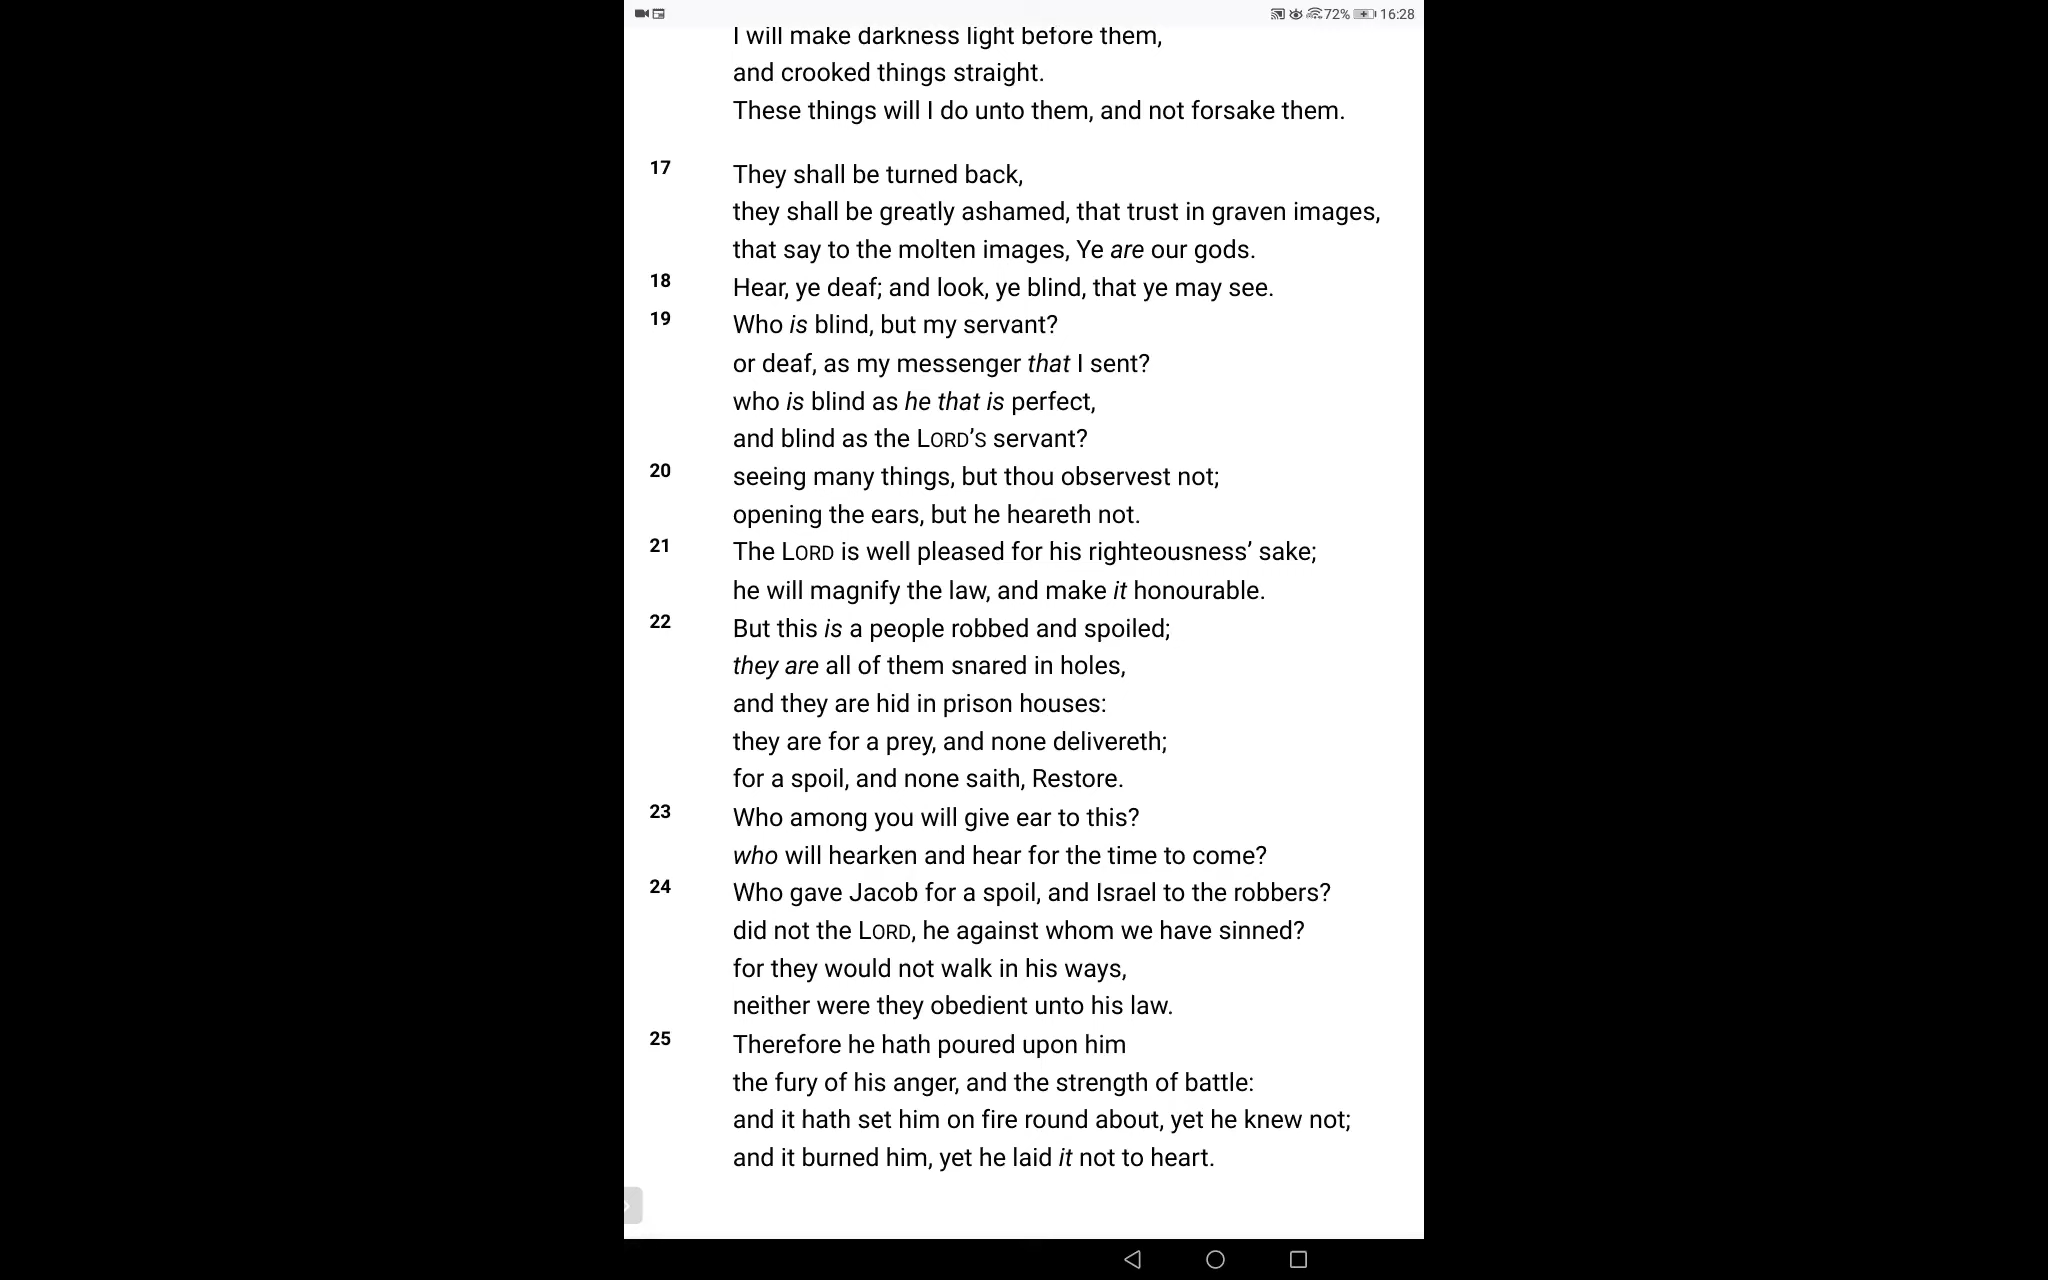 72% 16:28
I will make darkness light before them,
and crooked things straight.
These things will I do unto them, and not forsake them.
17 They shall be turned back,
they shall be greatly ashamed, that trust in graven images,
that say to the molten images, Ye are our gods.
18 Hear, ye deaf; and look, ye blind, that ye may see.
19 Who is blind, but my servant?
or deaf, as my messenger that I sent?
who is blind as he that is perfect,
and blind as the LORD’S servant?
20 seeing many things, but thou observest not;
opening the ears, but he heareth not.
21 The LORD is well pleased for his righteousness’ sake;
he will magnify the law, and make it honourable.
22 But this is a people robbed and spoiled;
they are all of them snared in holes,
and they are hid in prison houses:
they are for a prey, and none delivereth;
for a spoil, and none saith, Restore.
23 Who among you will give ear to this?
who will hearken and hear for the time to come?
24 Who gave Jacob for a spoil, and Israel to the robbers?
did not the LORD, he against whom we have sinned?
for they would not walk in his ways,
neither were they obedient unto his law.
25 Therefore he hath poured upon him
the fury of his anger, and the strength of battle:
and it hath set him on fire round about, yet he knew not;
and it burned him, yet he laid it not to heart.